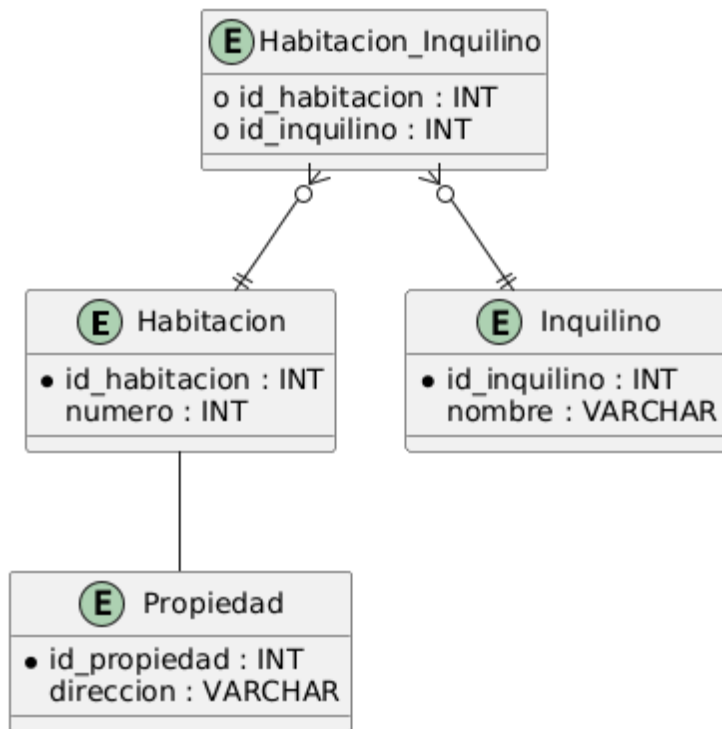 E Habitacion_Inquilino
o id_habitacion : INT
o id_inquilino : INT
E Habitacion
id_habitacion : INT
numero : INT
E Inquilino
id_inquilino : INT
nombre : VARCHAR
E Propiedad
id_propiedad : INT
direccion : VARCHAR